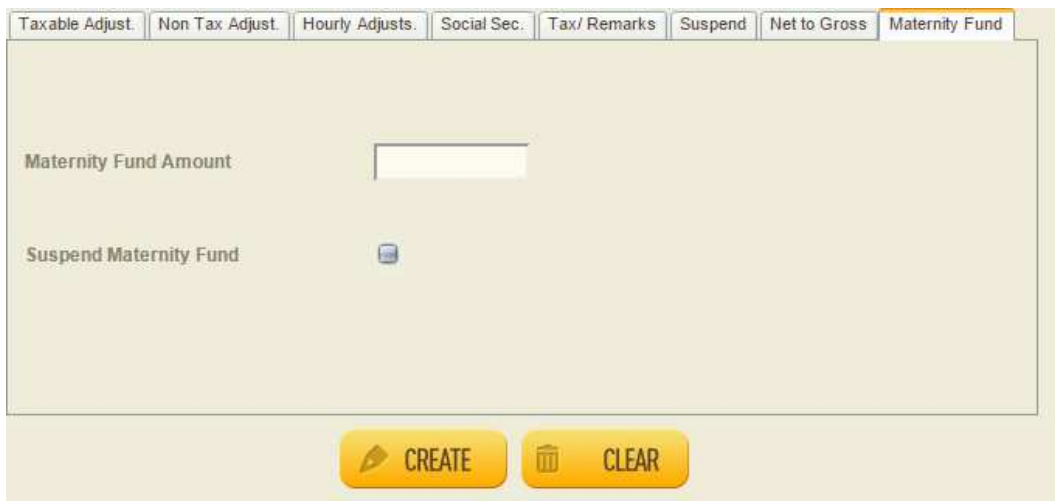 Taxable Adjust. Non Tax Adjust. Hourly Adjusts. Social Sec. Tax/ Remarks Suspend Net to Gross Maternity Fund
Maternity Fund Amount
Suspend Maternity Fund
CREATE CLEAR